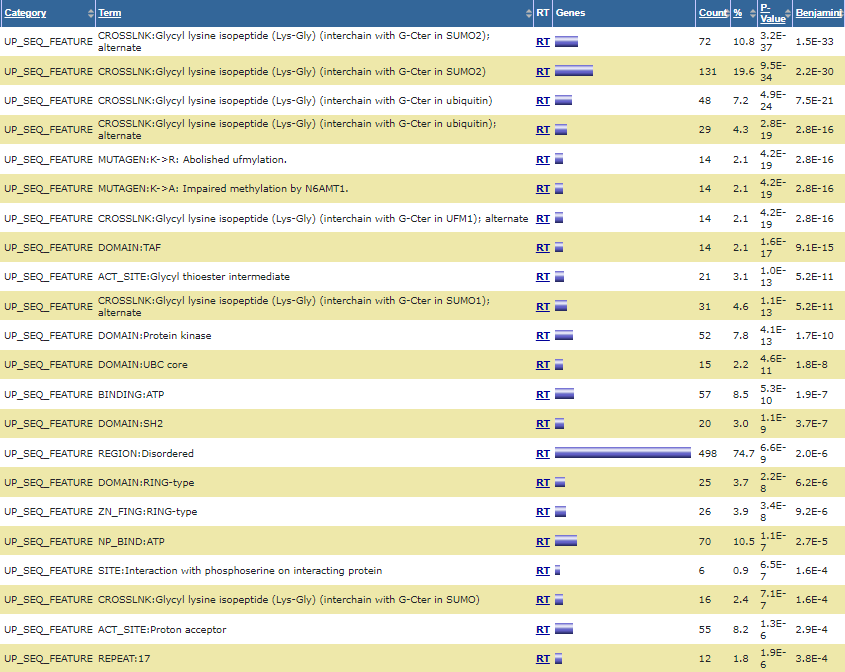 Category Term RT Genes Count % P-Value Benjamini
UP_SEQ_FEATURE CROSSLNK:Glycyl lysine isopeptide (Lys-Gly) (interchain with G-Cter in SUMO2); alternate RT 72 10.8 3.2E-37 1.5E-33
UP_SEQ_FEATURE CROSSLNK:Glycyl lysine isopeptide (Lys-Gly) (interchain with G-Cter in SUMO2) RT 131 19.6 9.5E-34 2.2E-30
UP_SEQ_FEATURE CROSSLNK:Glycyl lysine isopeptide (Lys-Gly) (interchain with G-Cter in ubiquitin) RT 48 7.2 4.9E-24 7.5E-21
UP_SEQ_FEATURE CROSSLNK:Glycyl lysine isopeptide (Lys-Gly) (interchain with G-Cter in ubiquitin); alternate RT 29 4.3 2.8E-19 2.8E-16
UP_SEQ_FEATURE MUTAGEN:K->R: Abolished ufmylation. RT 14 2.1 4.2E-19 2.8E-16
UP_SEQ_FEATURE MUTAGEN:K->A: Impaired methylation by N6AMT1. RT 14 2.1 4.2E-19 2.8E-16
UP_SEQ_FEATURE CROSSLNK:Glycyl lysine isopeptide (Lys-Gly) (interchain with G-Cter in UFM1); alternate RT 14 2.1 4.2E-19 2.8E-16
UP_SEQ_FEATURE DOMAIN:TAF RT 14 2.1 1.6E-17 9.1E-15
UP_SEQ_FEATURE ACT_SITE:Glycyl thioester intermediate RT 21 3.1 1.0E-13 5.2E-11
UP_SEQ_FEATURE CROSSLNK:Glycyl lysine isopeptide (Lys-Gly) (interchain with G-Cter in SUMO1); alternate RT 31 4.6 1.1E-13 5.2E-11
UP_SEQ_FEATURE DOMAIN:Protein kinase RT 52 7.8 4.1E-13 1.7E-10
UP_SEQ_FEATURE DOMAIN:UBC core RT 15 2.2 4.6E-11 1.8E-8
UP_SEQ_FEATURE BINDING:ATP RT 57 8.5 5.3E-10 1.9E-7
UP_SEQ_FEATURE DOMAIN:SH2 RT 20 3.0 1.1E-9 3.7E-7
UP_SEQ_FEATURE REGION:Disordered RT 498 74.7 6.6E-9 2.0E-6
UP_SEQ_FEATURE DOMAIN:RING-type RT 25 3.7 2.2E-8 6.2E-6
UP_SEQ_FEATURE ZN_FING:RING-type RT 26 3.9 3.4E-8 9.2E-6
UP_SEQ_FEATURE NP_BIND:ATP RT 70 10.5 1.1E-7 2.7E-5
UP_SEQ_FEATURE SITE:Interaction with phosphoserine on interacting protein RT 6 0.9 6.5E-7 1.6E-4
UP_SEQ_FEATURE CROSSLNK:Glycyl lysine isopeptide (Lys-Gly) (interchain with G-Cter in SUMO) RT 16 2.4 7.1E-7 1.6E-4
UP_SEQ_FEATURE ACT_SITE:Proton acceptor RT 55 8.2 1.3E-6 2.9E-4
UP_SEQ_FEATURE REPEAT:17 RT 12 1.8 1.9E-6 3.8E-4